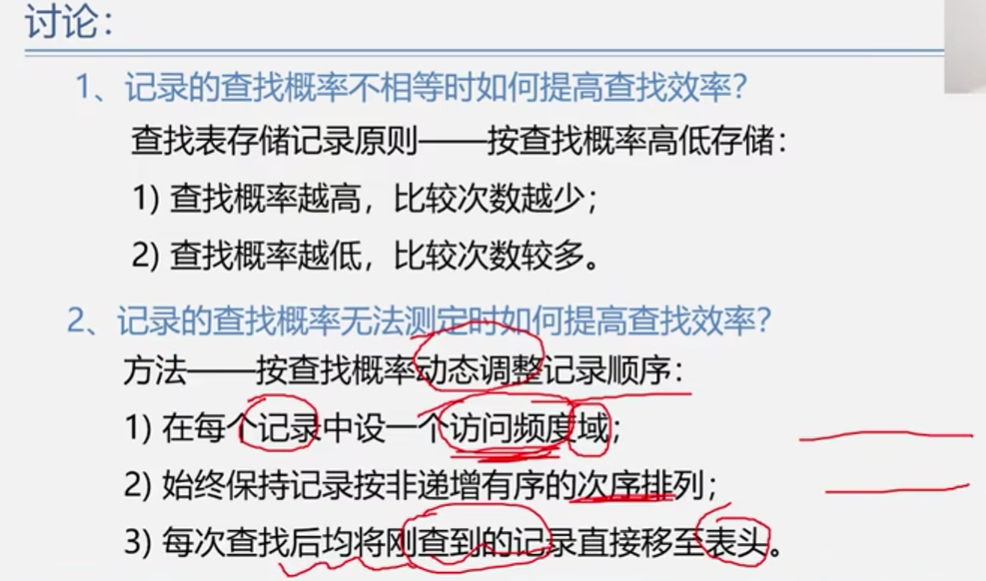 讨论：
1、记录的查找概率不相等时如何提高查找效率？
查找表存储记录原则——按查找概率高低存储：
1) 查找概率越高，比较次数越少；
2) 查找概率越低，比较次数较多。
2、记录的查找概率无法测定时如何提高查找效率？
方法——按查找概率动态调整记录顺序：
1) 在每个记录中设一个访问频度域；
2) 始终保持记录按非递增有序的次序排列；
3) 每次查找后均将刚查到的记录直接移至表头。